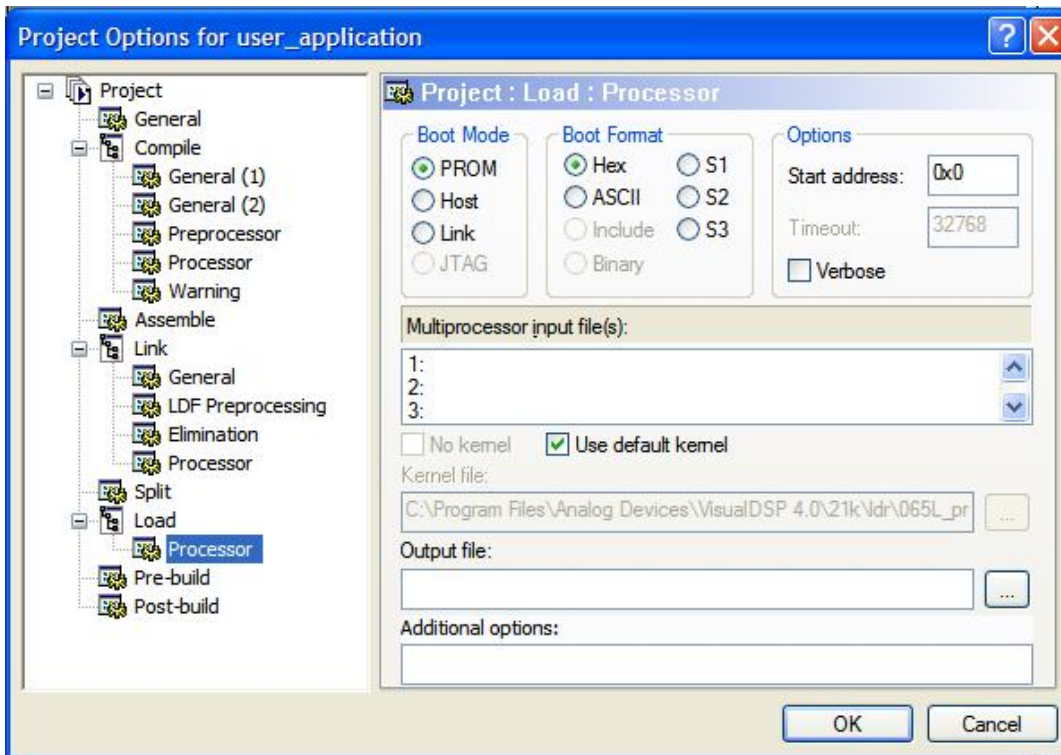 Project Options for user_application
Project
General
Compile
General (1)
General (2)
Preprocessor
Processor
Warning
Assemble
Link
General
LDF Preprocessing
Elimination
Processor
Split
Load
Processor
Pre-build
Post-build
Project : Load : Processor
Boot Mode
PROM
Host
Link
JTAG
Boot Format
Hex S1
ASCII S2
Include S3
Binary
Options
Start address: 0x0
Timeout: 32768
Verbose
Multiprocessor input file(s):
1:
2:
3:
No kernel Use default kernel
Kernel file:
C:\Program Files\Analog Devices\VisualDSP 4.0\21k\ldr\065L_pr ...
Output file:
...
Additional options:
OK Cancel